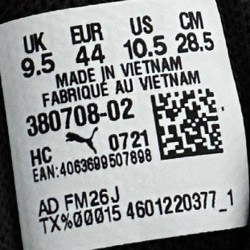 UK EUR US CM
9.5 44 10.5 28.5
MADE IN VIETNAM
FABRIQUÉ AU VIETNAM
380708-02
HC 0721
EAN:4063699507898
AD FM26J
TX%00015 4601220377_1